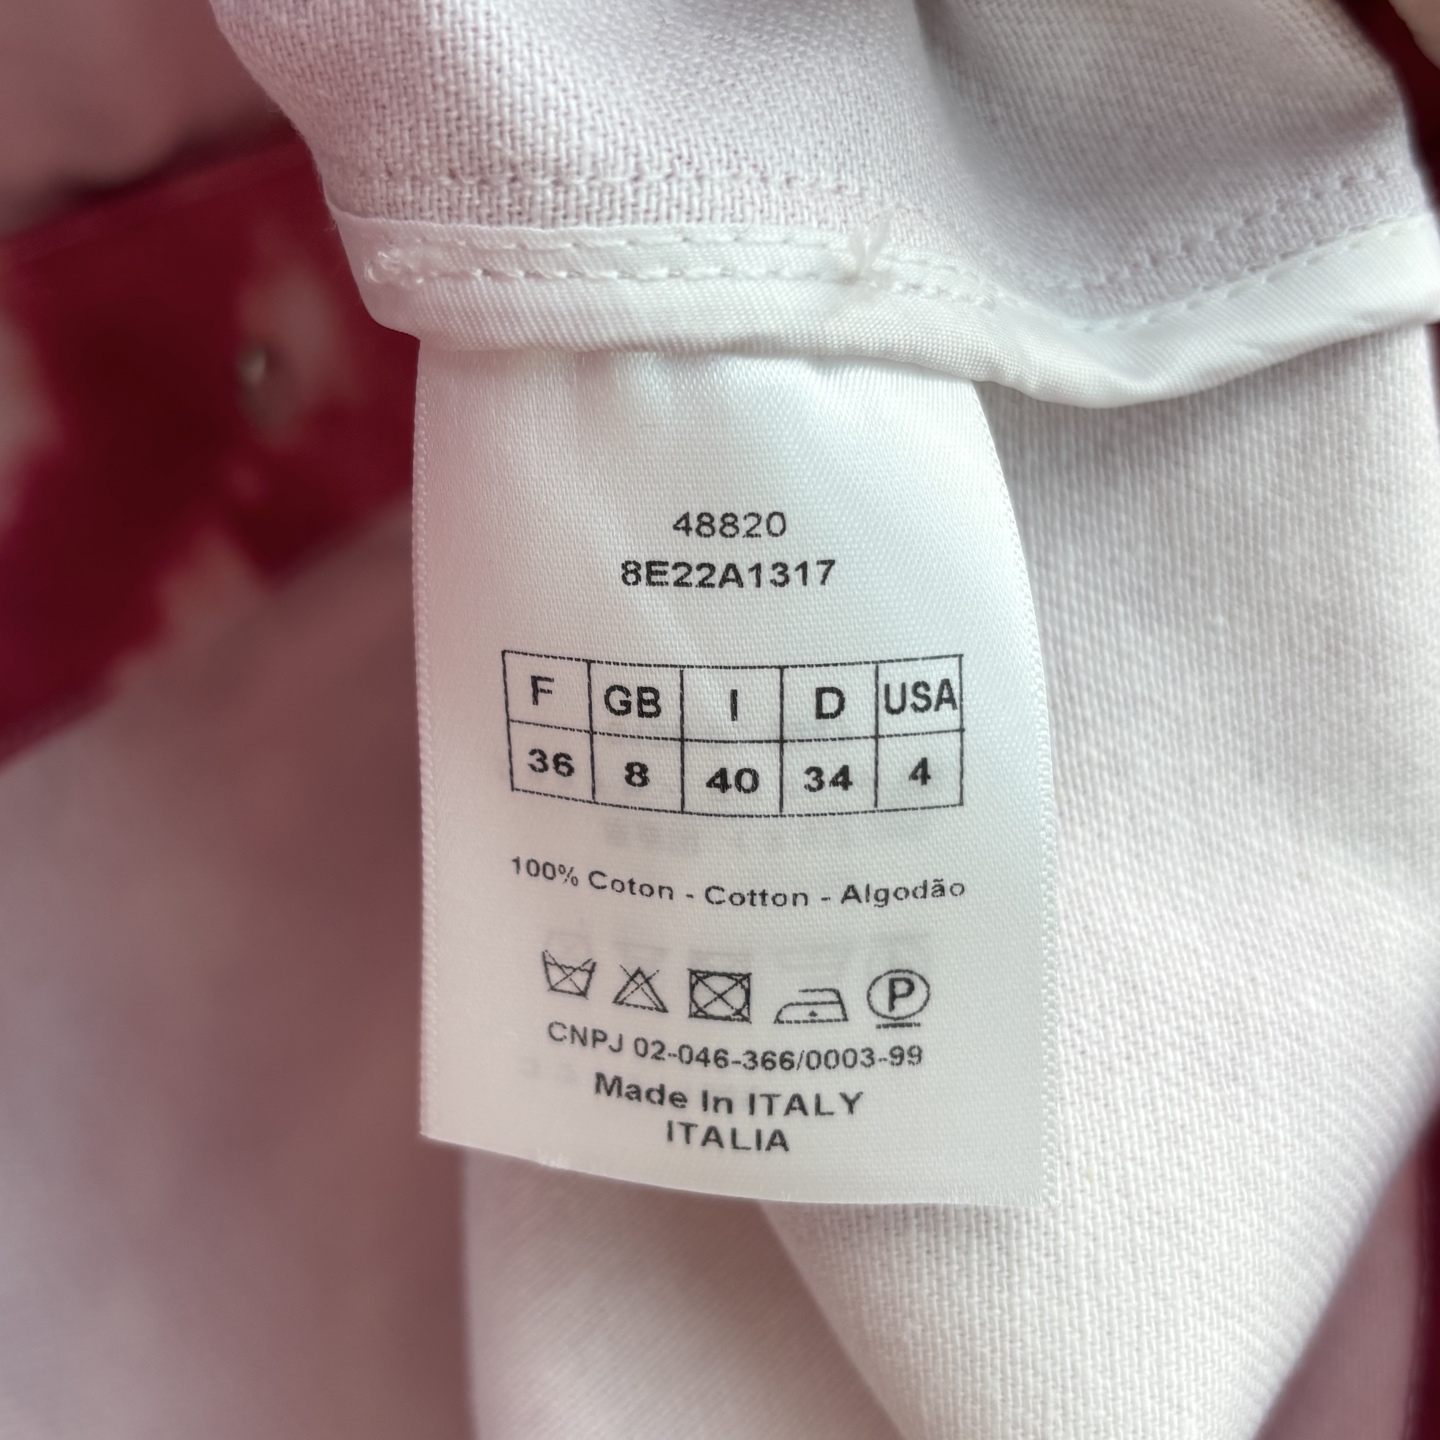 48820
8E22A1317
F GB I D USA
36 8 40 34 4
100% Coton - Cotton - Algodão
P
CNPJ 02-046-366/0003-99
Made In ITALY
ITALIA